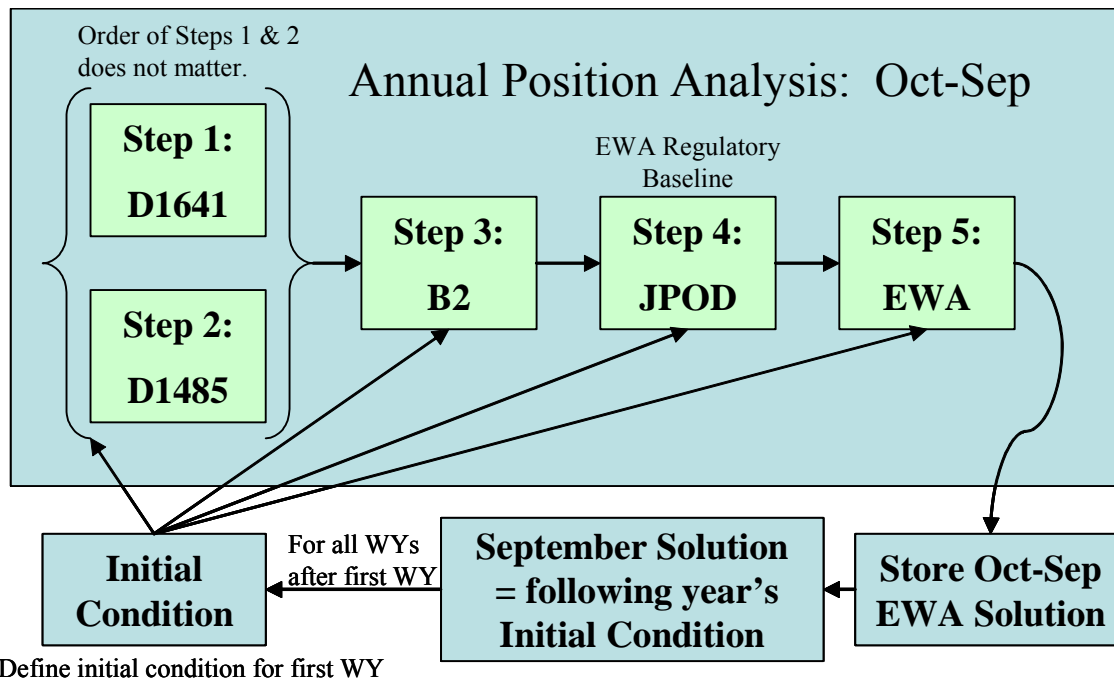 Order of Steps 1 & 2
does not matter.
Annual Position Analysis: Oct-Sep
Step 1:
D1641
Step 2:
D1485
Step 3:
B2
EWA Regulatory
Baseline
Step 4:
JPOD
Step 5:
EWA
Initial
Condition
For all WYs
after first WY
September Solution
= following year's
Initial Condition
Store Oct-Sep
EWA Solution
Define initial condition for first WY